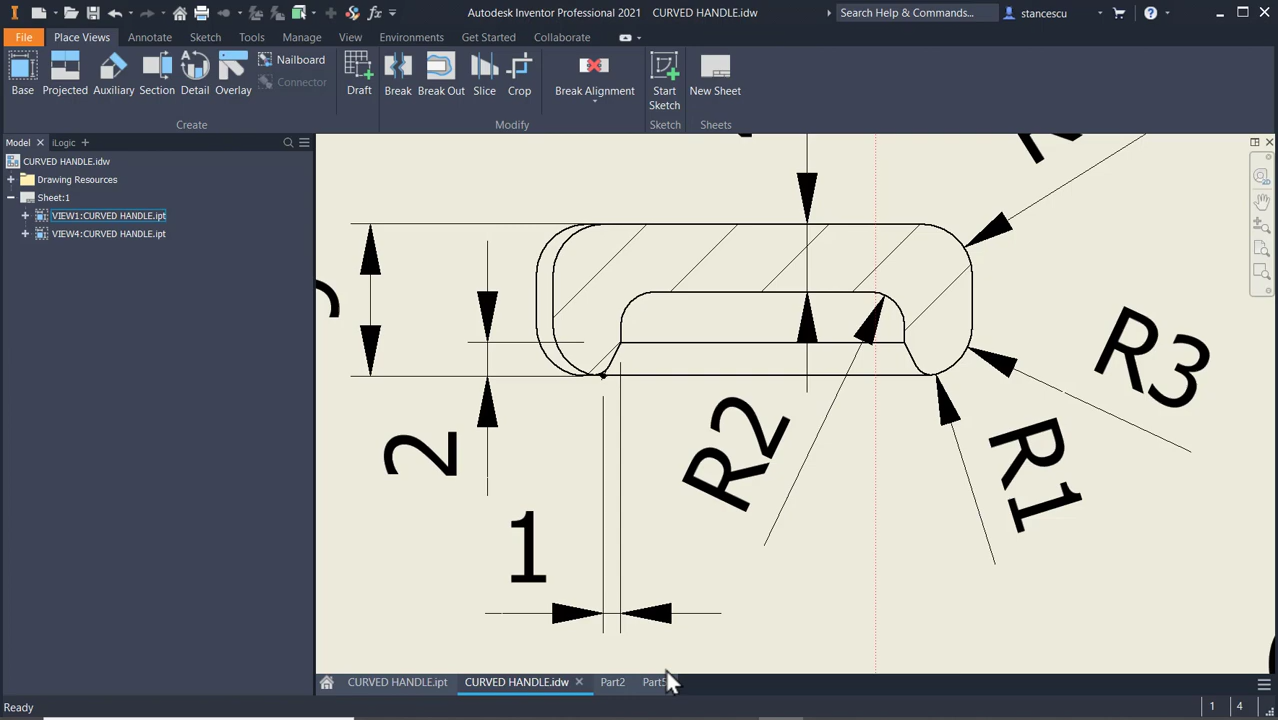 Autodesk Inventor Professional 2021 CURVED HANDLE.idw
Search Help & Commands...
stancescu
File Place Views Annotate Sketch Tools Manage View Environments Get Started Collaborate
Base Projected Auxiliary Section Detail Overlay
Nailboard
Connector
Draft
Break Break Out Slice Crop
Break Alignment
Start
Sketch
New Sheet
Create Modify Sketch Sheets
Model iLogic
CURVED HANDLE.idw
Drawing Resources
Sheet:1
VIEW1:CURVED HANDLE.ipt
VIEW4:CURVED HANDLE.ipt
R3
R2
R1
2
1
CURVED HANDLE.ipt CURVED HANDLE.idw Part2
Ready
1 4